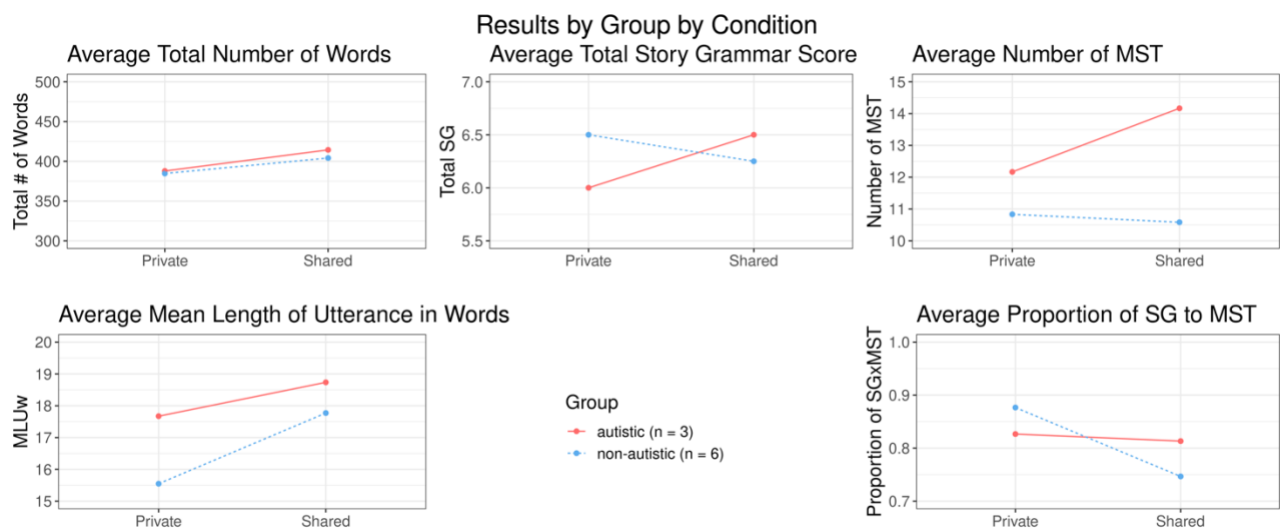 Results by Group by Condition
Average Total Number of Words
Total # of Words
500
450
400
350
300
Private
Shared
Average Total Story Grammar Score
Total SG
7.0
6.5
6.0
5.5
Private
Shared
Average Number of MST
Number of MST
15
14
13
12
11
10
Private
Shared
Average Mean Length of Utterance in Words
MLUw
20
19
18
17
16
15
Private
Shared
Group
autistic (n = 3)
non-autistic (n = 6)
Average Proportion of SG to MST
Proportion of SGxMST
1.0
0.9
0.8
0.7
Private
Shared